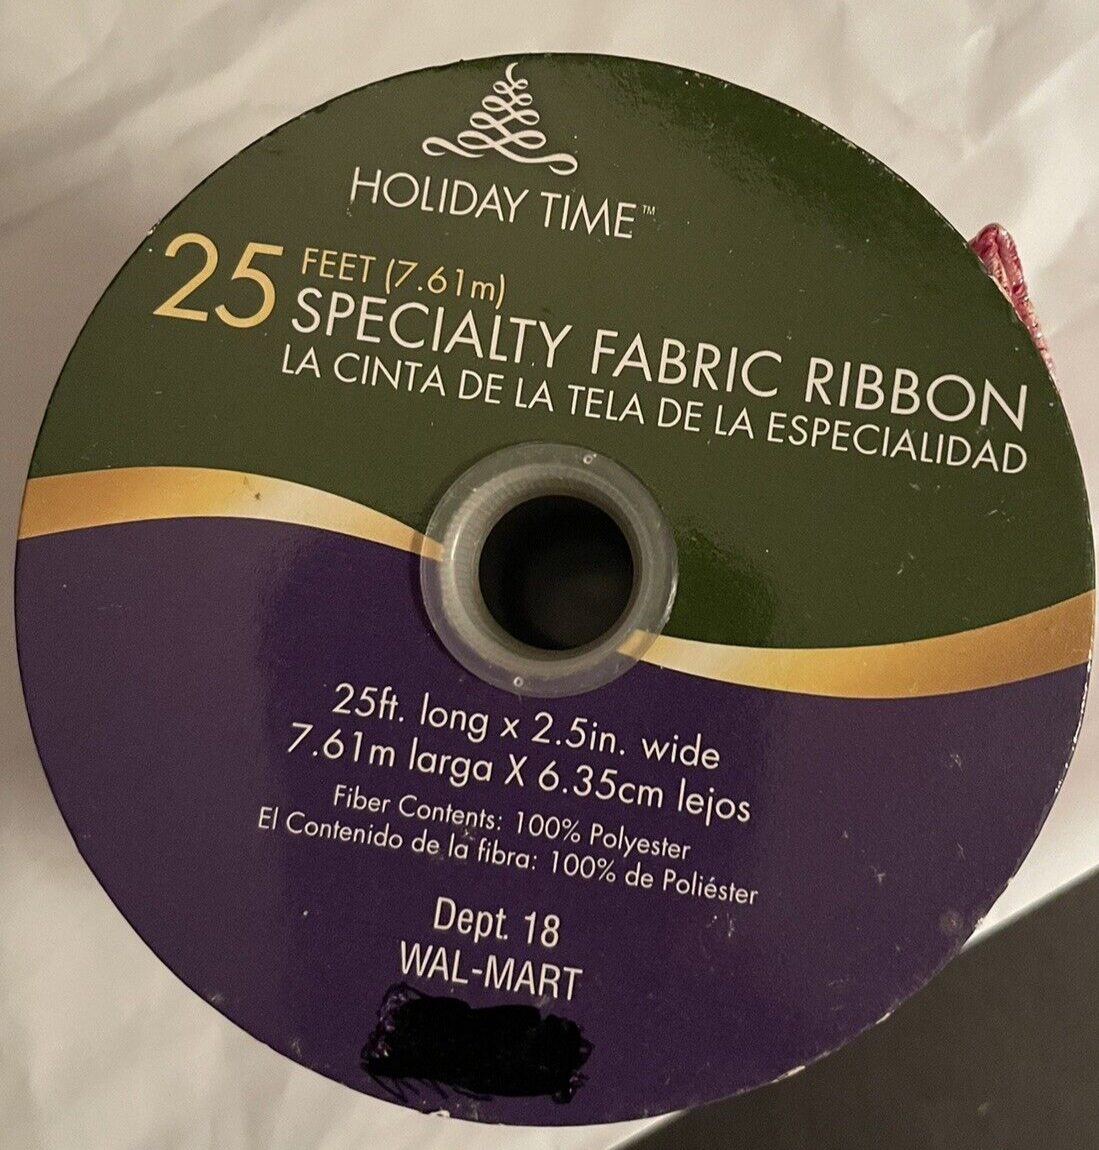 HOLIDAY TIME™
25 FEET (7.61m)
SPECIALTY FABRIC RIBBON
LA CINTA DE LA TELA DE LA ESPECIALIDAD
25ft. long x 2.5in. wide
7.61m larga X 6.35cm lejos
Fiber Contents: 100% Polyester
El Contenido de la fibra: 100% de Poliéster
Dept. 18
WAL-MART